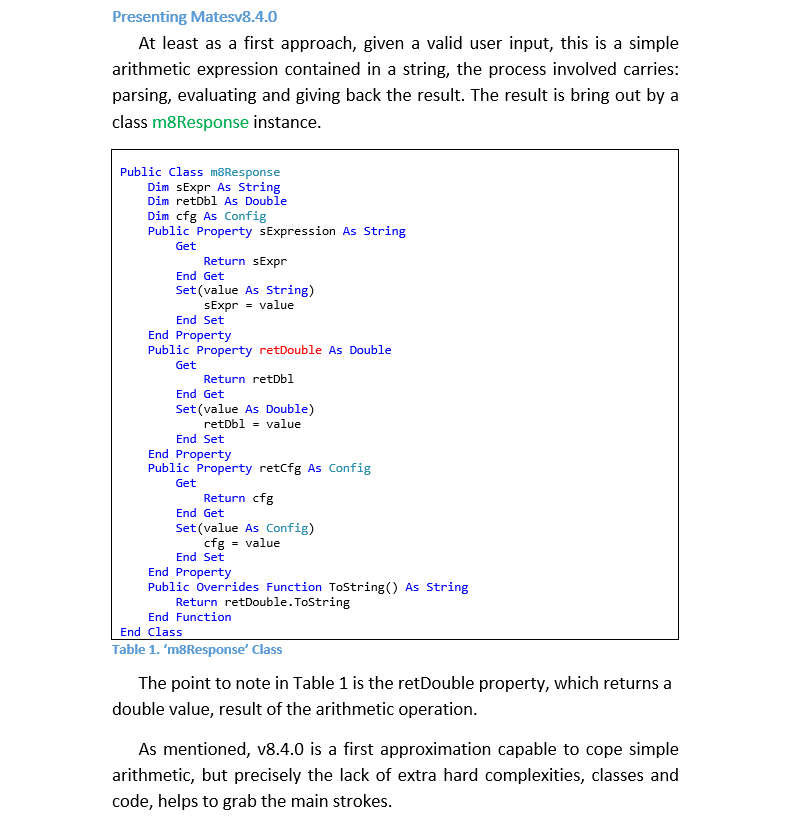 Presenting Matesv8.4.0
At least as a first approach, given a valid user input, this is a simple
arithmetic expression contained in a string, the process involved carries:
parsing, evaluating and giving back the result. The result is bring out by a
class m8Response instance.
Public Class m8Response
    Dim sExpr As String
    Dim retDbl As Double
    Dim cfg As Config
    Public Property sExpression As String
        Get
            Return sExpr
        End Get
        Set(value As String)
            sExpr = value
        End Set
    End Property
    Public Property retDouble As Double
        Get
            Return retDbl
        End Get
        Set(value As Double)
            retDbl = value
        End Set
    End Property
    Public Property retCfg As Config
        Get
            Return cfg
        End Get
        Set(value As Config)
            cfg = value
        End Set
    End Property
    Public Overrides Function ToString() As String
        Return retDouble.ToString
    End Function
End Class
Table 1. ‘m8Response’ Class
The point to note in Table 1 is the retDouble property, which returns a
double value, result of the arithmetic operation.
As mentioned, v8.4.0 is a first approximation capable to cope simple
arithmetic, but precisely the lack of extra hard complexities, classes and
code, helps to grab the main strokes.